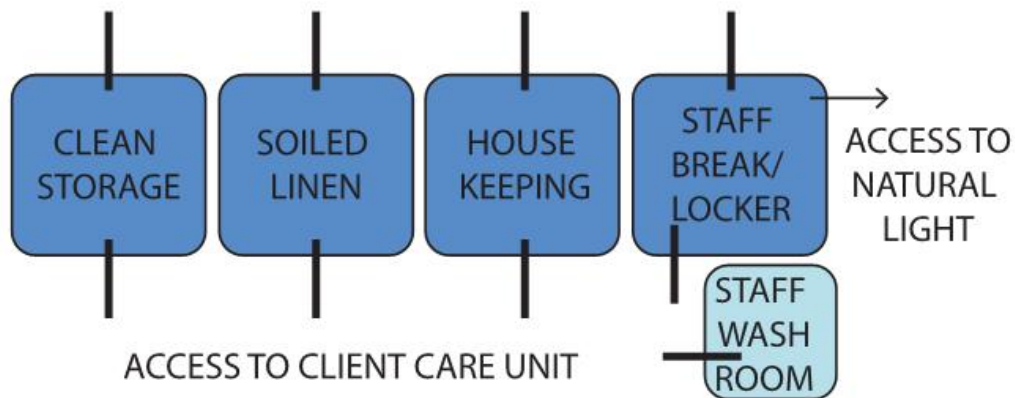 CLEAN
STORAGE
SOILED
LINEN
HOUSE
KEEPING
STAFF
BREAK/
LOCKER
ACCESS TO
NATURAL
LIGHT
STAFF
WASH
ROOM
ACCESS TO CLIENT CARE UNIT